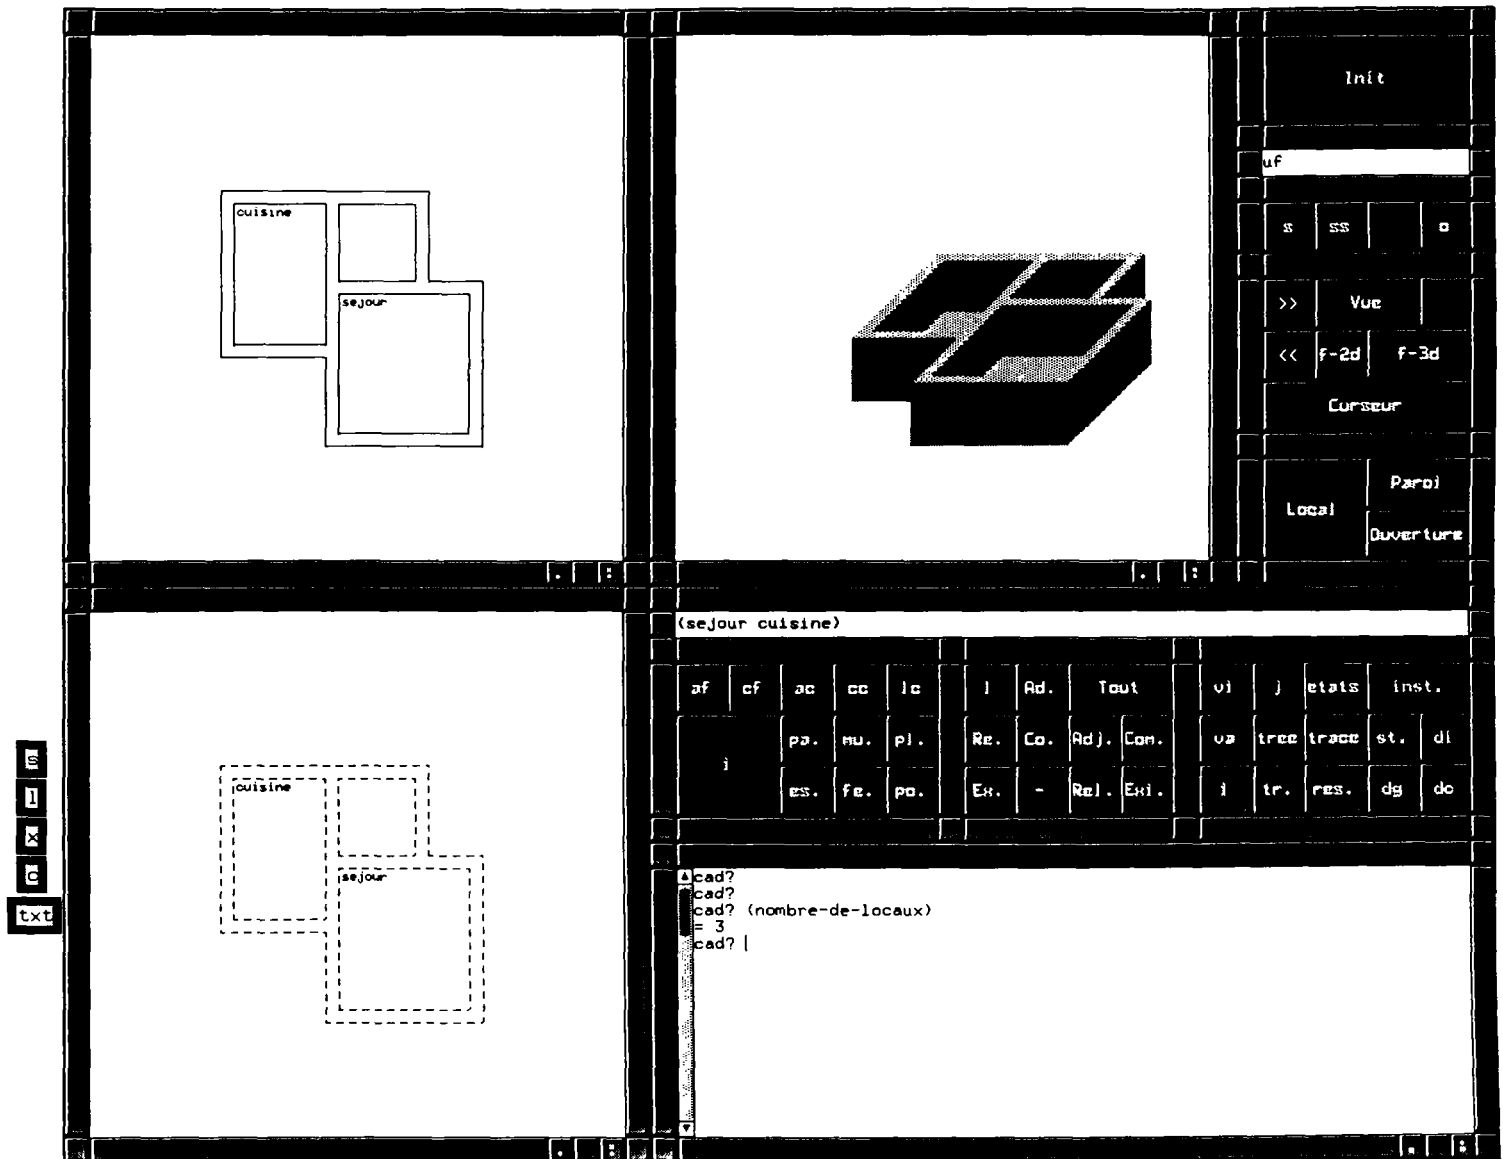 cuisine
sejour
Init
uf
s ss o
>> Vue
<< f-2d f-3d
Curseur
Local
Paroi
Ouverture
(sejour cuisine)
af cf ac cc lc l Ad. Tout vi j etats inst.
pa. mu. pl. Re. Co. Adj. Com. va tree trace st. di
i
es. fe. po. Ex. - Rel. Exi. i tr. res. dg do
cuisine
sejour
s
l
x
c
txt
cad?
cad?
cad? (nombre-de-locaux)
= 3
cad?